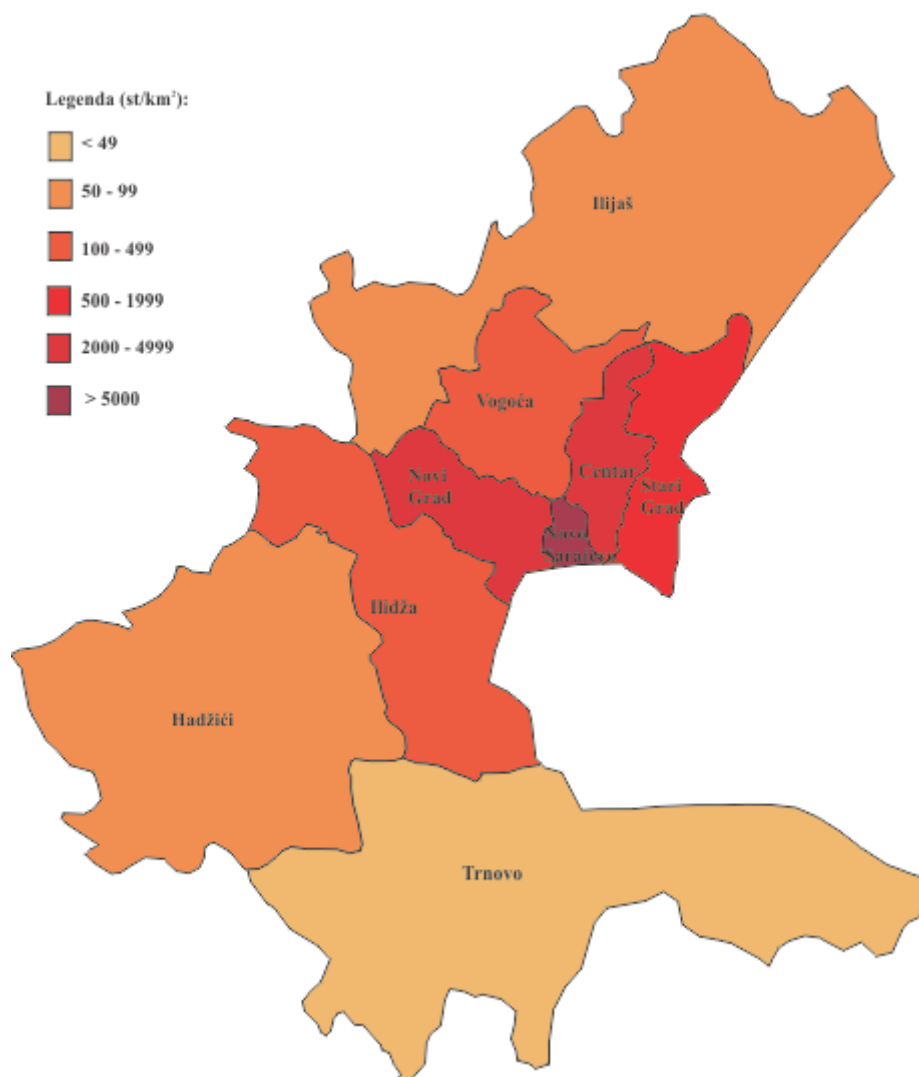 Legenda (st/km²):
< 49
50 - 99
100 - 499
500 - 1999
2000 - 4999
> 5000
Ilijaš
Vogoća
Novi
Grad
Centar
Stari
Grad
Novo
Sarajevo
Ilidža
Hadžići
Trnovo